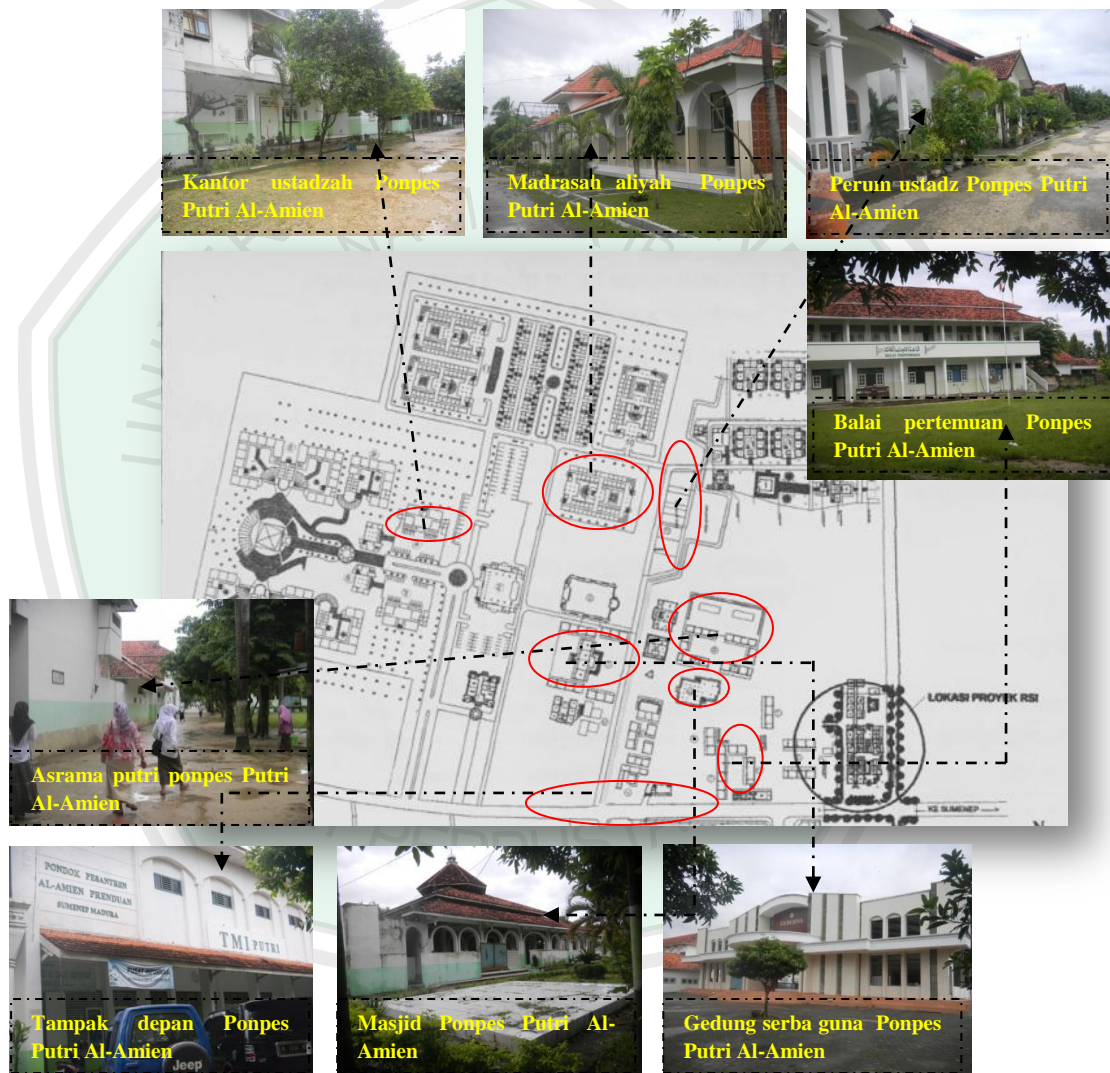 Kantor ustadzah Ponpes
Putri Al-Amien
Madrasah aliyah Ponpes
Putri Al-Amien
Perum ustadz Ponpes Putri
Al-Amien
BALAI PERTEMUAN
Balai pertemuan Ponpes
Putri Al-Amien
LOKASI PROYEK RSI
KE SUMENEP
Asrama putri ponpes Putri
Al-Amien
PONDOK PESANTREN
AL-AMIEN PRENDUAN
SUMENEP MADURA
TMI PUTRI
Jeep
Tampak depan Ponpes
Putri Al-Amien
Masjid Ponpes Putri Al-
Amien
GESERNA
Gedung serba guna Ponpes
Putri Al-Amien